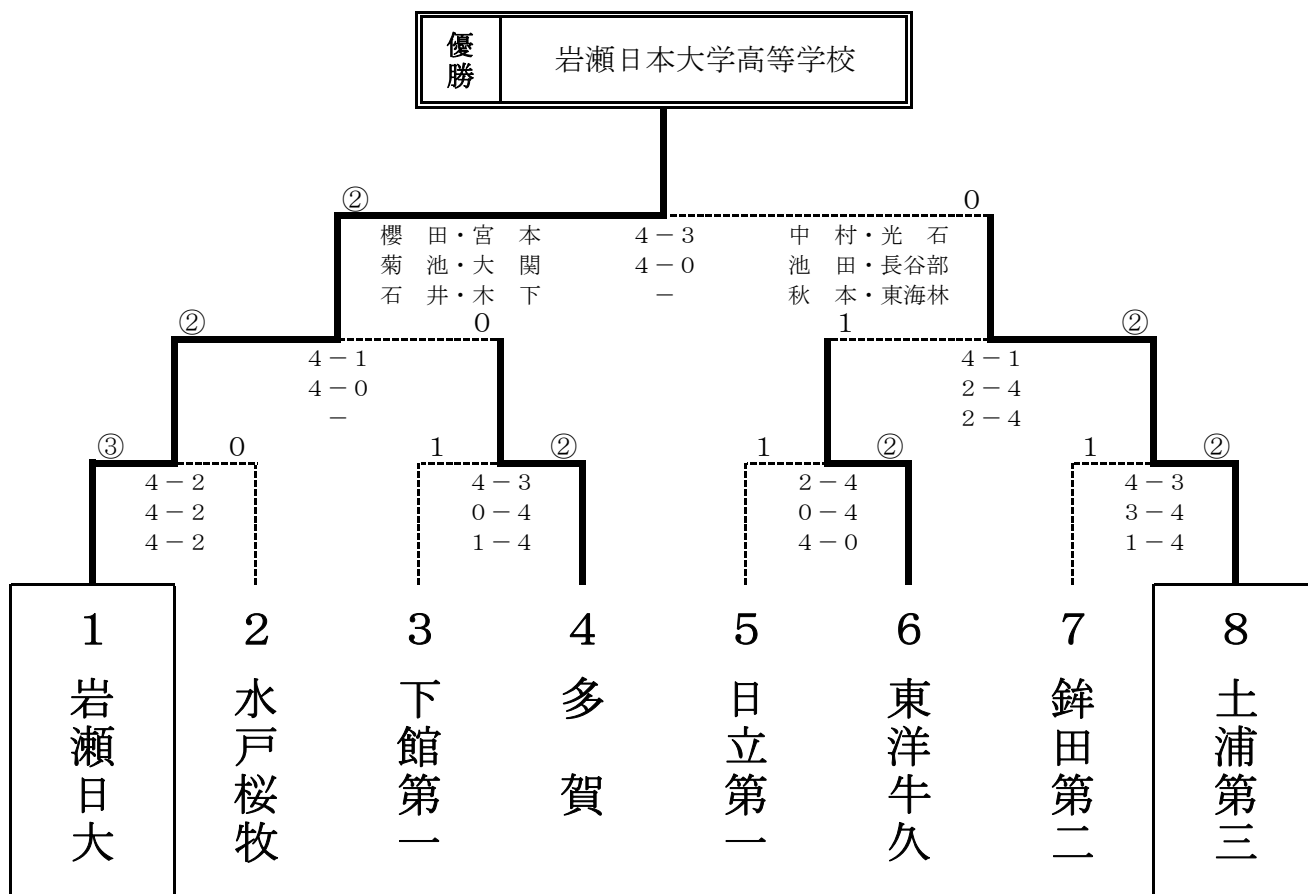 優勝
岩瀬日本大学高等学校
② 0
櫻 田・宮 本 4-3 中 村・光 石
菊 池・大 関 4-0 池 田・長谷部
石 井・木 下 - 秋 本・東海林
② 0 1 ②
4-1 4-1
4-0 2-4
- 2-4
③ 0 1 ② 1 ② 1 ②
4-2 4-3 2-4 4-3
4-2 0-4 0-4 3-4
4-2 1-4 4-0 1-4
1 2 3 4 5 6 7 8
岩瀬日大
水戸桜牧
下館第一
多 賀
日立第一
東洋牛久
鉾田第二
土浦第三